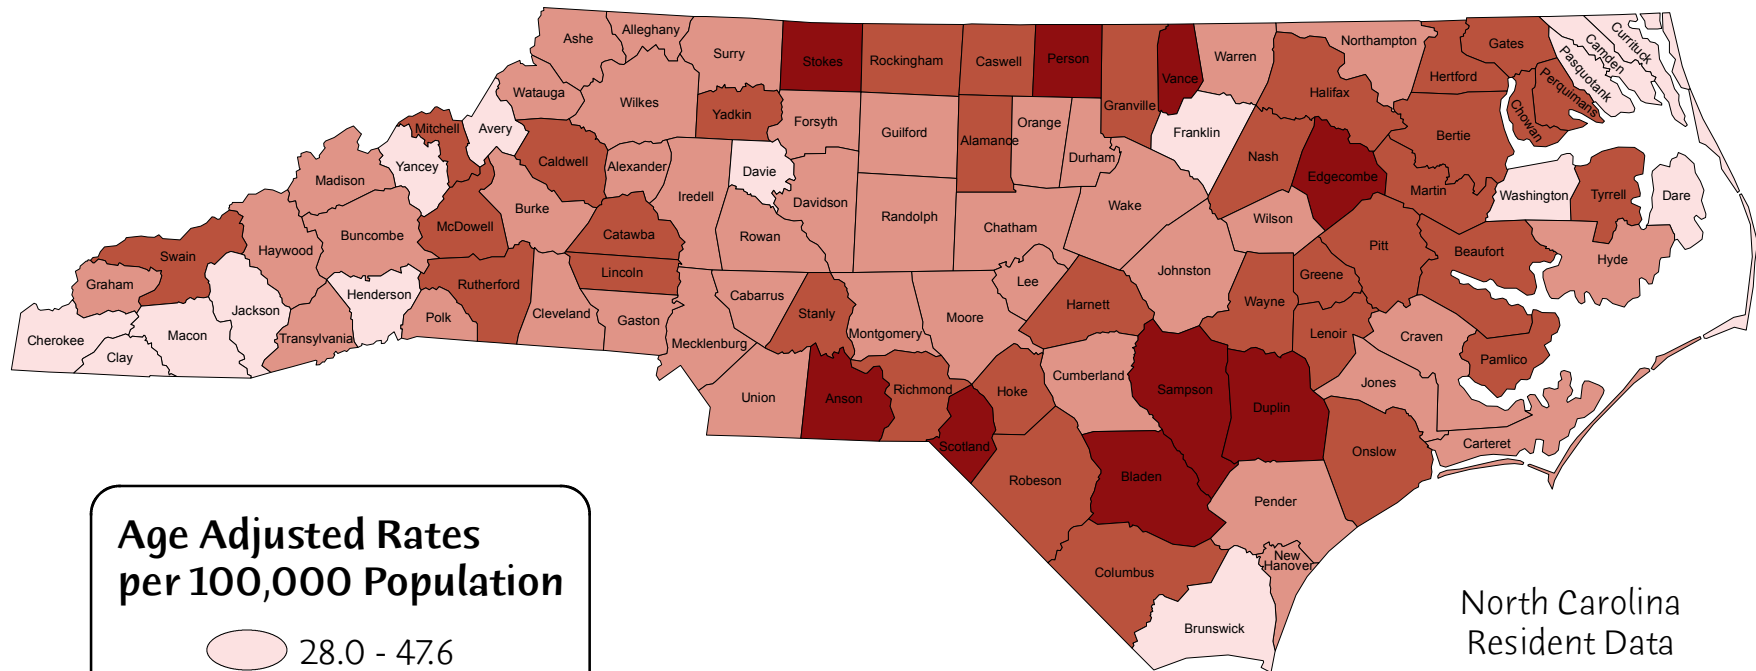 Ashe
Alleghany
Surry
Stokes
Rockingham
Caswell
Person
Vance
Warren
Northampton
Gates
Currituck
Camden
Pasquotank
Perquimans
Chowan
Hertford
Halifax
Granville
Watauga
Wilkes
Yadkin
Forsyth
Guilford
Alamance
Orange
Durham
Franklin
Nash
Edgecombe
Bertie
Martin
Washington
Tyrrell
Dare
Mitchell
Avery
Yancey
Caldwell
Alexander
Iredell
Davie
Davidson
Randolph
Chatham
Wake
Wilson
Pitt
Beaufort
Hyde
Madison
Buncombe
McDowell
Burke
Catawba
Rowan
Lincoln
Swain
Haywood
Graham
Jackson
Henderson
Rutherford
Polk
Cleveland
Gaston
Cabarrus
Stanly
Montgomery
Moore
Lee
Harnett
Johnston
Wayne
Greene
Lenoir
Craven
Pamlico
Cherokee
Clay
Macon
Transylvania
Mecklenburg
Union
Anson
Richmond
Scotland
Hoke
Cumberland
Sampson
Duplin
Jones
Onslow
Carteret
Robeson
Bladen
Pender
Columbus
New
Hanover
Brunswick
Age Adjusted Rates
per 100,000 Population
28.0 - 47.6
North Carolina
Resident Data